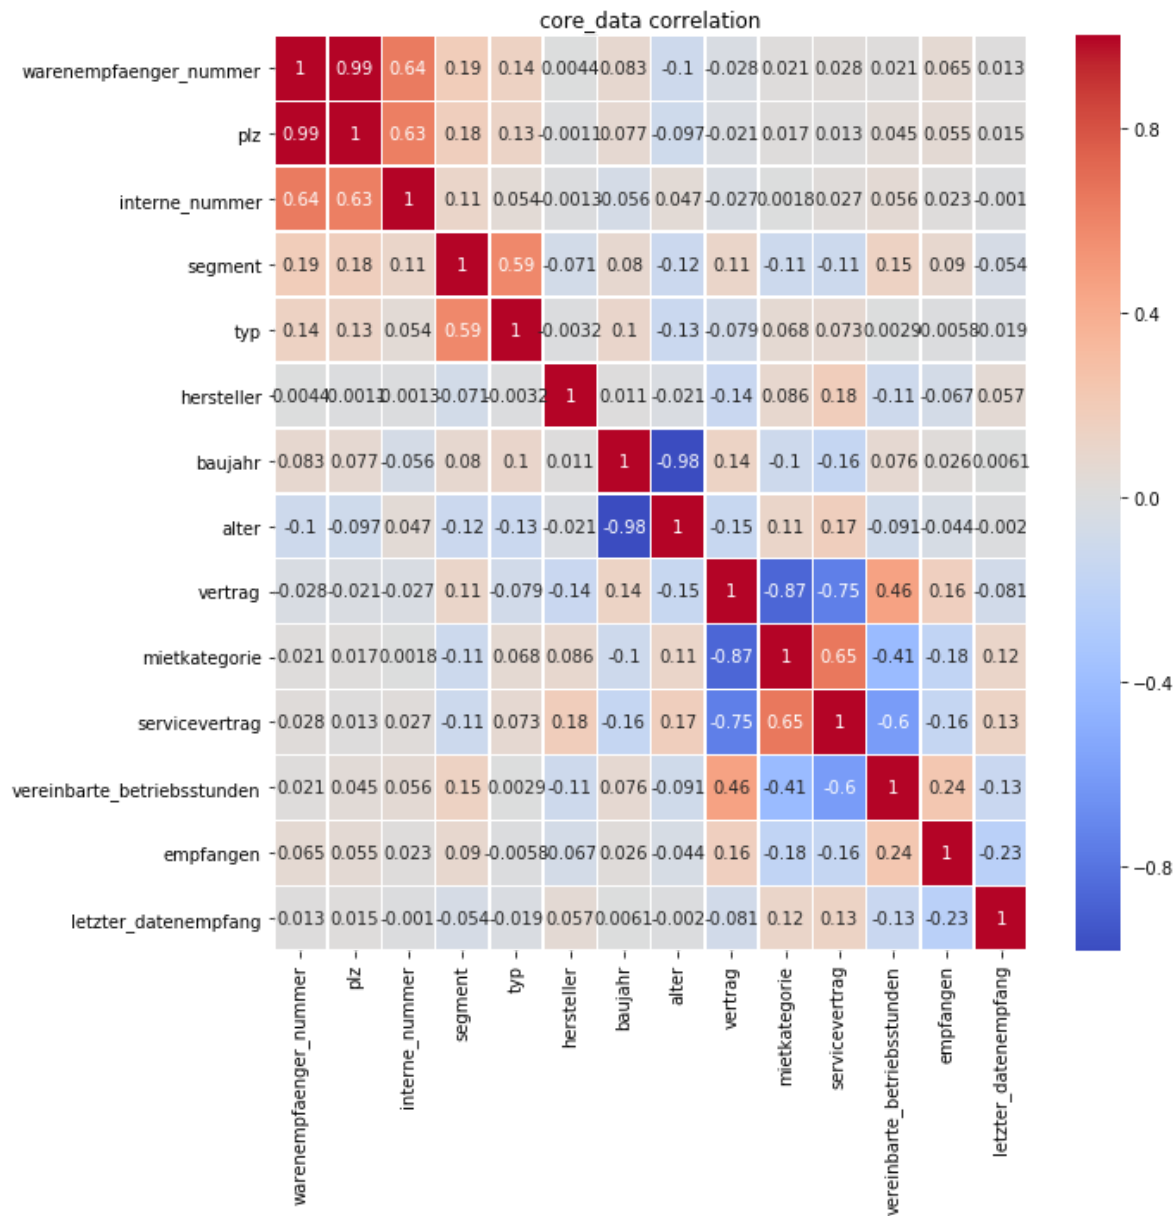 core_data correlation
warenempfaenger_nummer 1 0.99 0.64 0.19 0.14 0.0044 0.083 -0.1 -0.028 0.021 0.028 0.021 0.065 0.013
plz 0.99 1 0.63 0.18 0.13 -0.0011 0.077 -0.097 -0.021 0.017 0.013 0.045 0.055 0.015
interne_nummer 0.64 0.63 1 0.11 0.054 -0.0013 -0.056 0.047 -0.027 0.0018 0.027 0.056 0.023 -0.001
segment 0.19 0.18 0.11 1 0.59 -0.071 0.08 -0.12 0.11 -0.11 -0.11 0.15 0.09 -0.054
typ 0.14 0.13 0.054 0.59 1 -0.0032 0.1 -0.13 -0.079 0.068 0.073 0.0029 -0.0058 -0.019
hersteller 0.0044 -0.0011 -0.0013 -0.071 -0.0032 1 0.011 -0.021 -0.14 0.086 0.18 -0.11 -0.067 0.057
baujahr 0.083 0.077 -0.056 0.08 0.1 0.011 1 -0.98 0.14 -0.1 -0.16 0.076 0.026 0.0061
alter -0.1 -0.097 0.047 -0.12 -0.13 -0.021 -0.98 1 -0.15 0.11 0.17 -0.091 -0.044 -0.002
vertrag -0.028 -0.021 -0.027 0.11 -0.079 -0.14 0.14 -0.15 1 -0.87 -0.75 0.46 0.16 -0.081
mietkategorie 0.021 0.017 0.0018 -0.11 0.068 0.086 -0.1 0.11 -0.87 1 0.65 -0.41 -0.18 0.12
servicevertrag 0.028 0.013 0.027 -0.11 0.073 0.18 -0.16 0.17 -0.75 0.65 1 -0.6 -0.16 0.13
vereinbarte_betriebsstunden 0.021 0.045 0.056 0.15 0.0029 -0.11 0.076 -0.091 0.46 -0.41 -0.6 1 0.24 -0.13
empfangen 0.065 0.055 0.023 0.09 -0.0058 -0.067 0.026 -0.044 0.16 -0.18 -0.16 0.24 1 -0.23
letzter_datenempfang 0.013 0.015 -0.001 -0.054 -0.019 0.057 0.0061 -0.002 -0.081 0.12 0.13 -0.13 -0.23 1
warenempfaenger_nummer
plz
interne_nummer
segment
typ
hersteller
baujahr
alter
vertrag
mietkategorie
servicevertrag
vereinbarte_betriebsstunden
empfangen
letzter_datenempfang
0.8
0.4
0.0
−0.4
−0.8